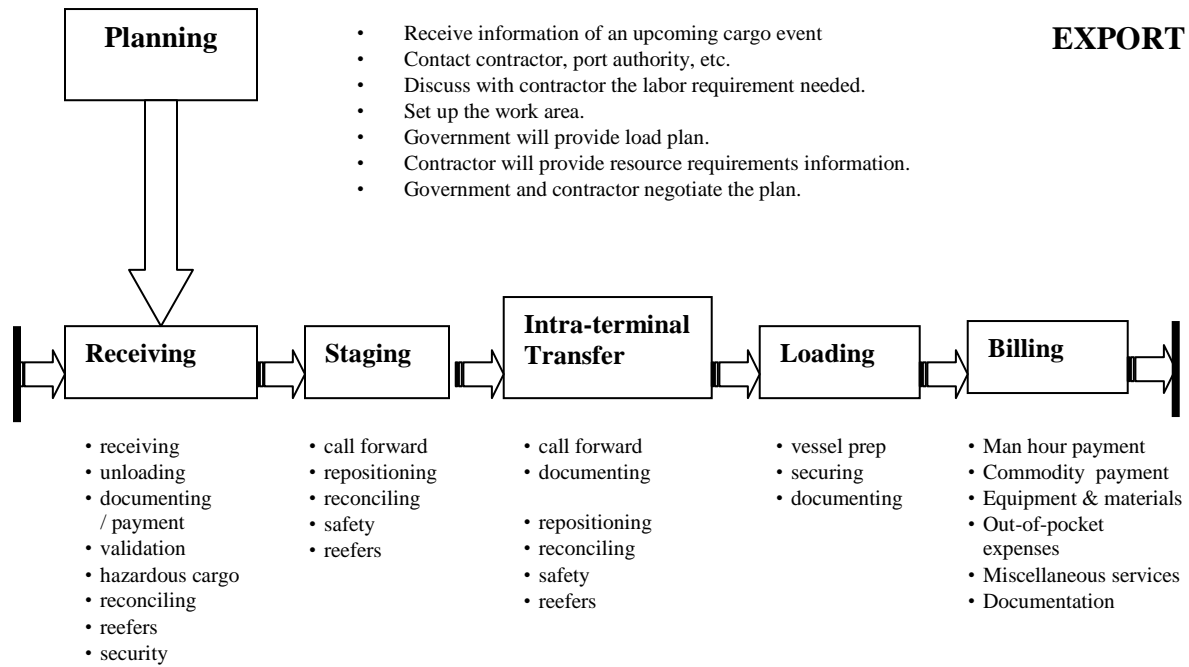 Planning
• Receive information of an upcoming cargo event
• Contact contractor, port authority, etc.
• Discuss with contractor the labor requirement needed.
• Set up the work area.
• Government will provide load plan.
• Contractor will provide resource requirements information.
• Government and contractor negotiate the plan.
EXPORT
Receiving
Staging
Intra-terminal
Transfer
Loading
Billing
• receiving
• unloading
• documenting
/ payment
• validation
• hazardous cargo
• reconciling
• reefers
• security
• call forward
• repositioning
• reconciling
• safety
• reefers
• call forward
• documenting
• repositioning
• reconciling
• safety
• reefers
• vessel prep
• securing
• documenting
• Man hour payment
• Commodity payment
• Equipment & materials
• Out-of-pocket
expenses
• Miscellaneous services
• Documentation